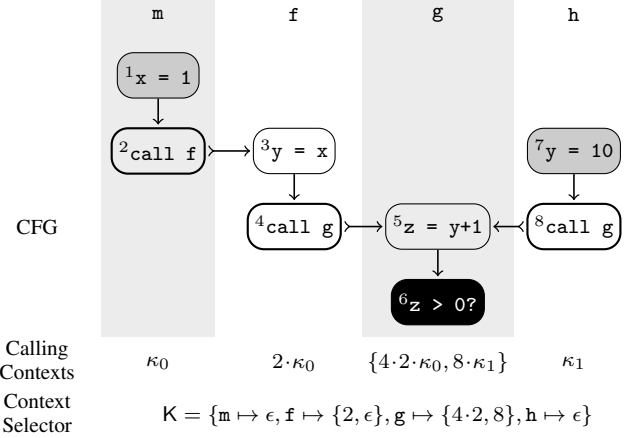 m f g h
¹x = 1
²call f ³y = x ⁷y = 10
CFG ⁴call g ⁵z = y+1 ⁸call g
⁶z > 0?
Calling Contexts κ₀ 2·κ₀ {4·2·κ₀, 8·κ₁} κ₁
Context Selector K = {m ↦ ϵ, f ↦ {2, ϵ}, g ↦ {4·2, 8}, h ↦ ϵ}